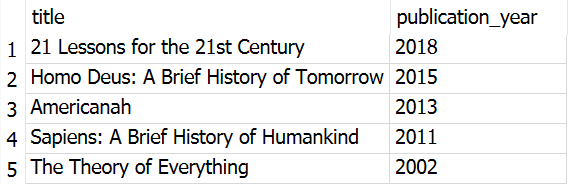 title publication_year
1 21 Lessons for the 21st Century 2018
2 Homo Deus: A Brief History of Tomorrow 2015
3 Americanah 2013
4 Sapiens: A Brief History of Humankind 2011
5 The Theory of Everything 2002